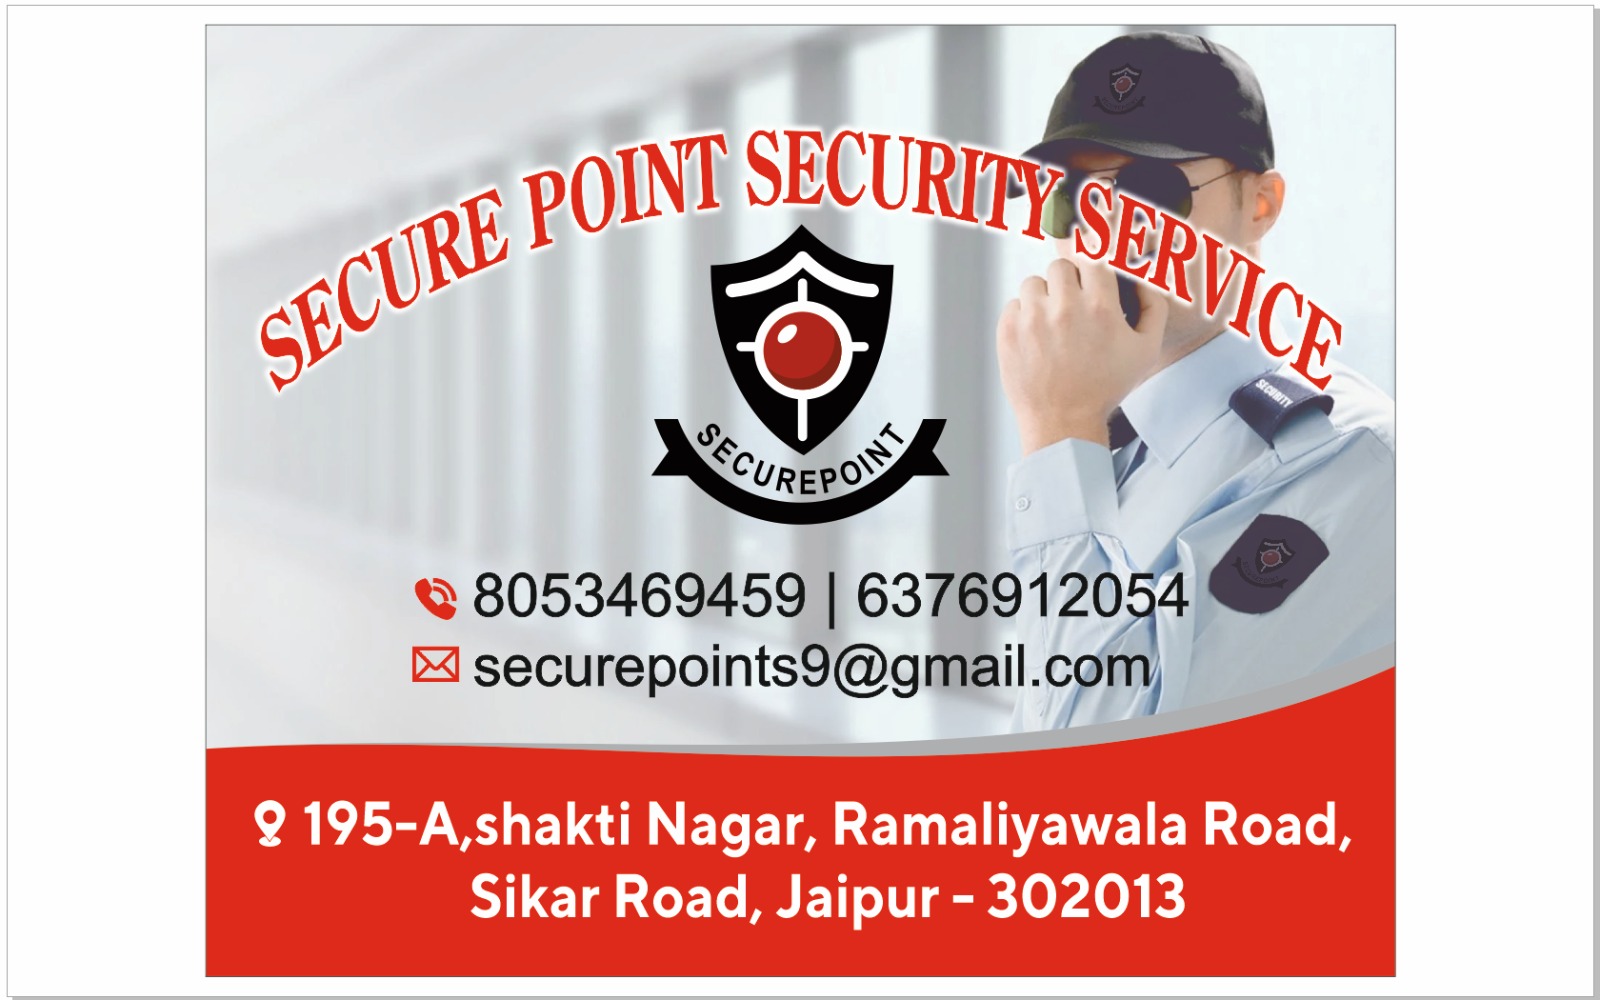 SECURE POINT SECURITY SERVICE
SECUREPOINT
SECURITY
8053469459 | 6376912054
securepoints9@gmail.com
195-A,shakti Nagar, Ramaliyawala Road,
Sikar Road, Jaipur - 302013